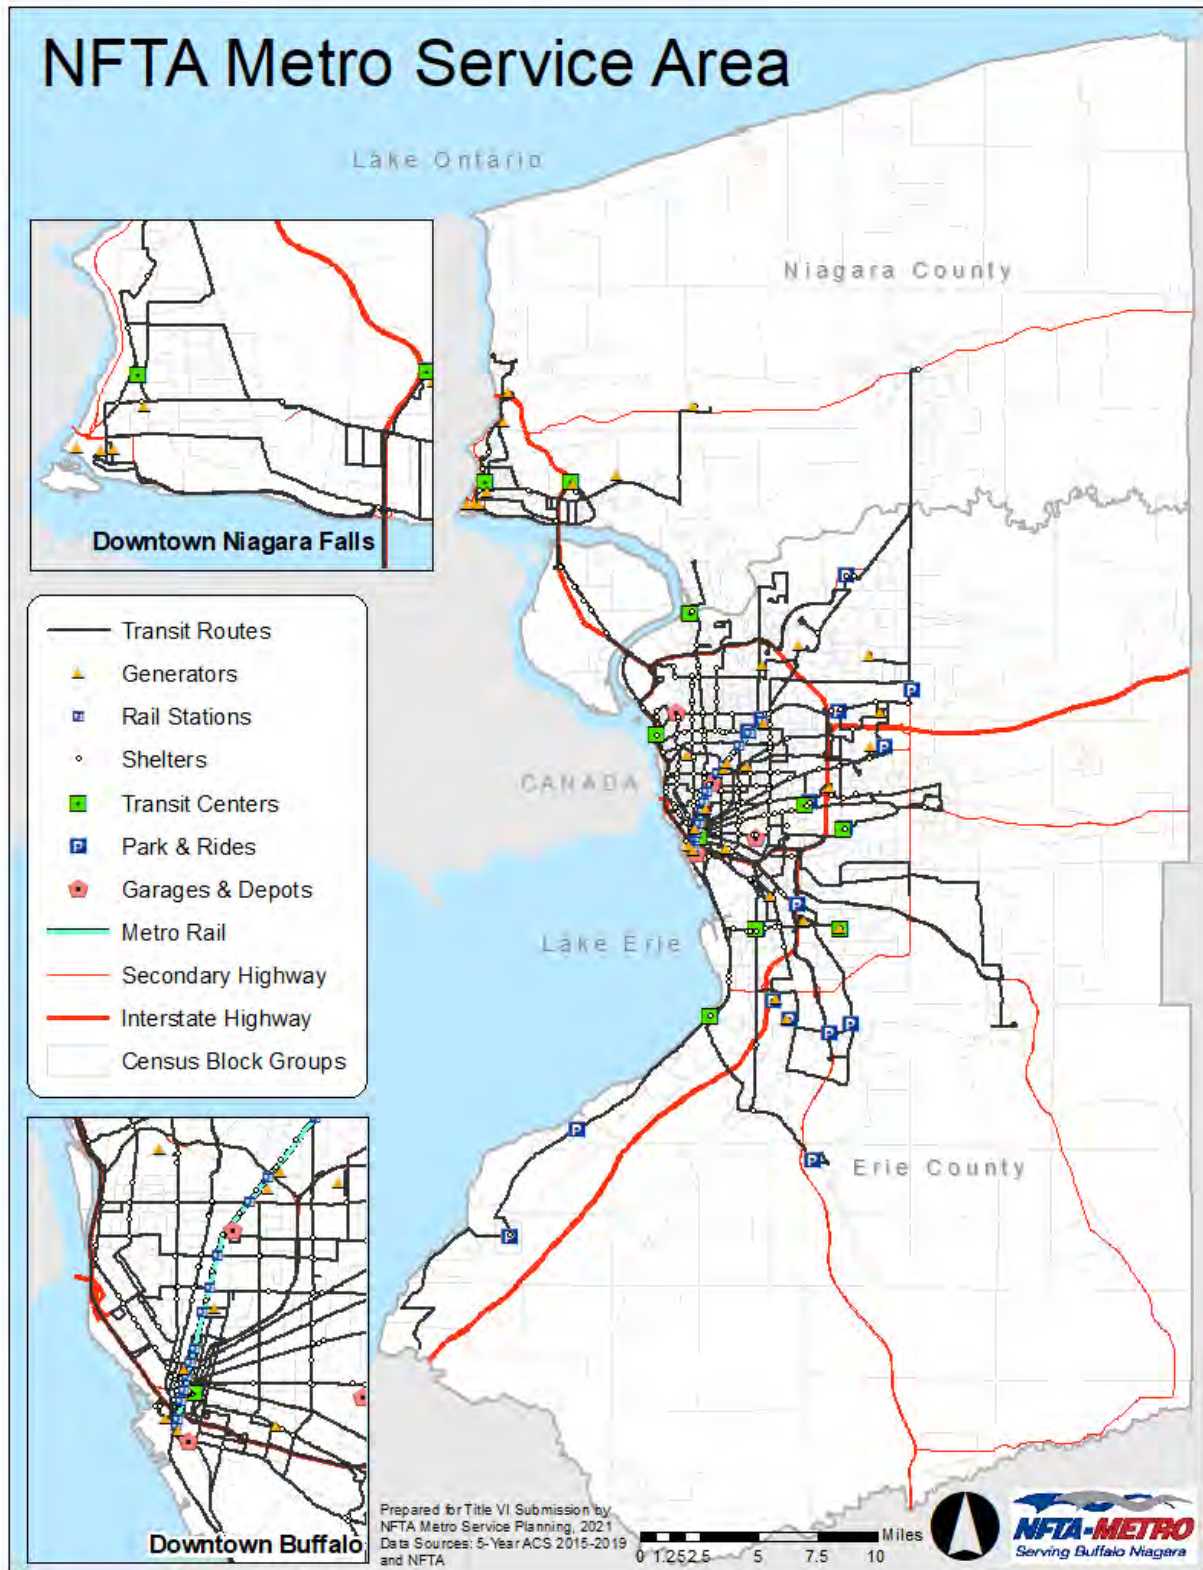 NFTA Metro Service Area
Lake Ontario
Niagara County
Downtown Niagara Falls
Transit Routes
Generators
Rail Stations
Shelters
Transit Centers
Park & Rides
Garages & Depots
Metro Rail
Secondary Highway
Interstate Highway
Census Block Groups
CANADA
Lake Erie
Erie County
Downtown Buffalo
Prepared for Title VI Submission by
NFTA Metro Service Planning, 2021
Data Sources: 5-Year ACS 2015-2019
and NFTA
Miles
0 1.25 2.5 5 7.5 10
NFTA-METRO
Serving Buffalo Niagara